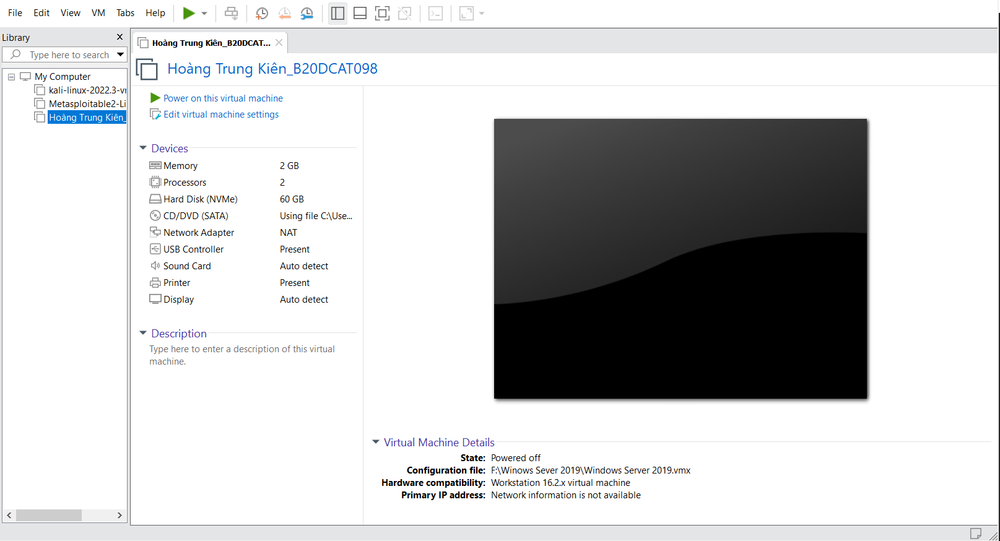 File Edit View VM Tabs Help
Library
Type here to search
My Computer
kali-linux-2022.3-vr
Metasploitable2-Li
Hoàng Trung Kiên_
Hoàng Trung Kiên_B20DCAT...
Hoàng Trung Kiên_B20DCAT098
Power on this virtual machine
Edit virtual machine settings
Devices
Memory 2 GB
Processors 2
Hard Disk (NVMe) 60 GB
CD/DVD (SATA) Using file C:\Use...
Network Adapter NAT
USB Controller Present
Sound Card Auto detect
Printer Present
Display Auto detect
Description
Type here to enter a description of this virtual
machine.
Virtual Machine Details
State: Powered off
Configuration file: F:\Winows Sever 2019\Windows Server 2019.vmx
Hardware compatibility: Workstation 16.2.x virtual machine
Primary IP address: Network information is not available